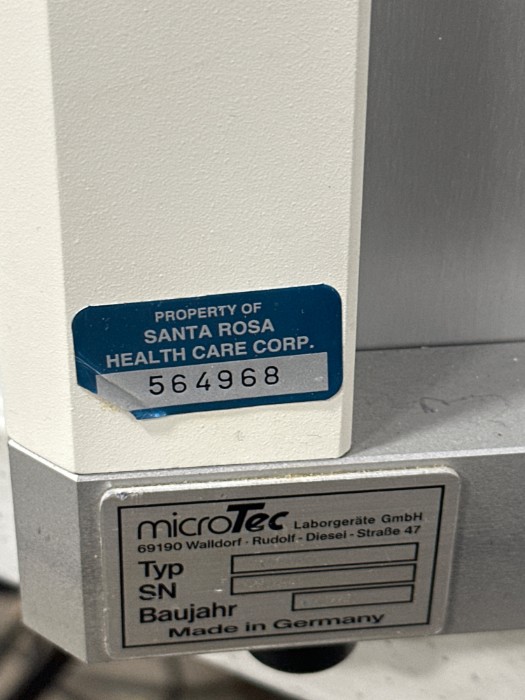 PROPERTY OF
SANTA ROSA
HEALTH CARE CORP.
564968
microTec Laborgeräte GmbH
69190 Walldorf - Rudolf - Diesel - Straße 47
Typ
SN
Baujahr
Made in Germany